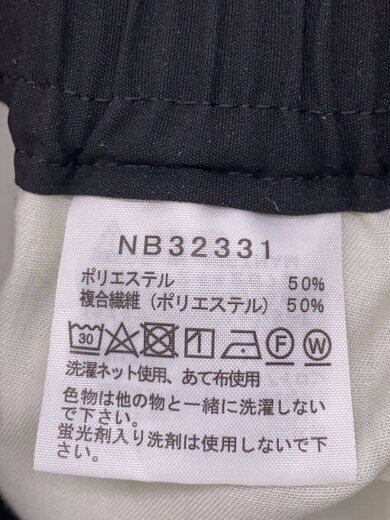 NB32331
ポリエステル 50%
複合繊維（ポリエステル）50%
30 F W
洗濯ネット使用、あて布使用
色物は他の物と一緒に洗濯しない
で下さい。
蛍光剤入り洗剤は使用しないで下
さい。